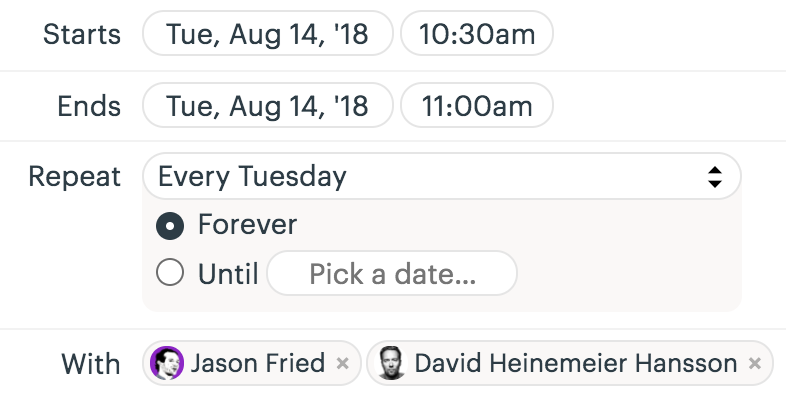 Starts Tue, Aug 14, '18 10:30am
Ends Tue, Aug 14, '18 11:00am
Repeat Every Tuesday
Forever
Until Pick a date...
With Jason Fried × David Heinemeier Hansson ×